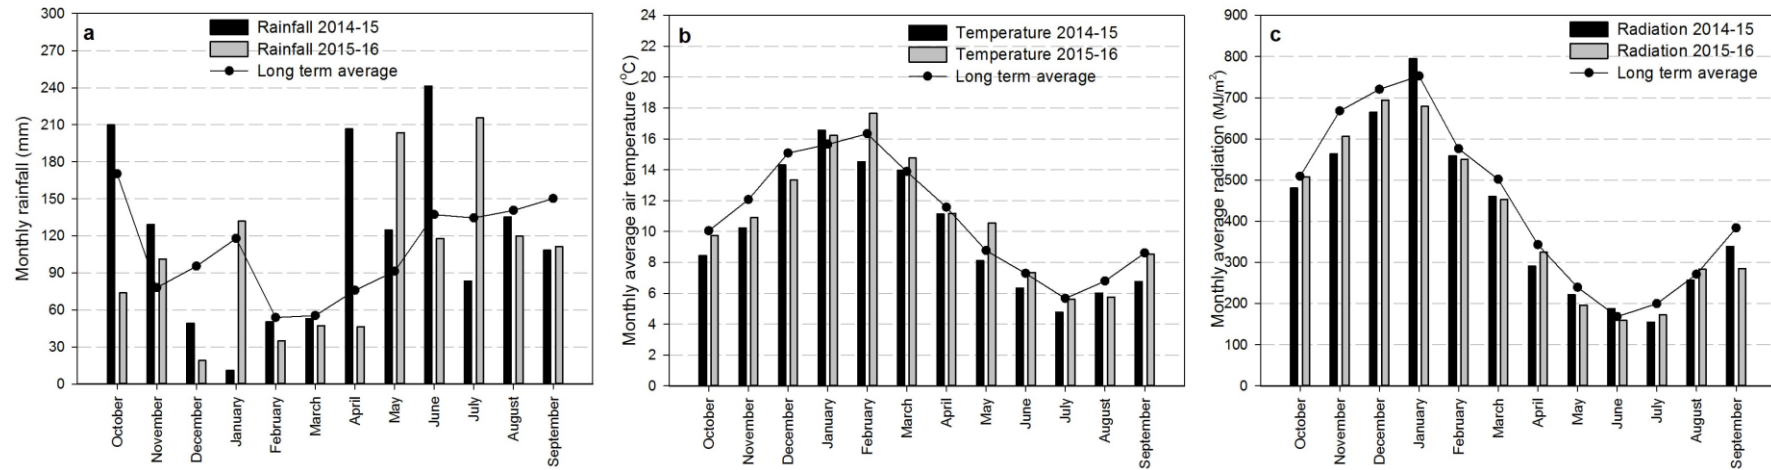 a
Rainfall 2014-15
Rainfall 2015-16
Long term average
Monthly rainfall (mm)
300
270
240
210
180
150
120
90
60
30
0
October
November
December
January
February
March
April
May
June
July
August
September
b
Temperature 2014-15
Temperature 2015-16
Long term average
Monthly average air temperature (°C)
24
22
20
18
16
14
12
10
8
6
4
2
0
October
November
December
January
February
March
April
May
June
July
August
September
c
Radiation 2014-15
Radiation 2015-16
Long term average
Monthly average radiation (MJ/m²)
900
800
700
600
500
400
300
200
100
0
October
November
December
January
February
March
April
May
June
July
August
September